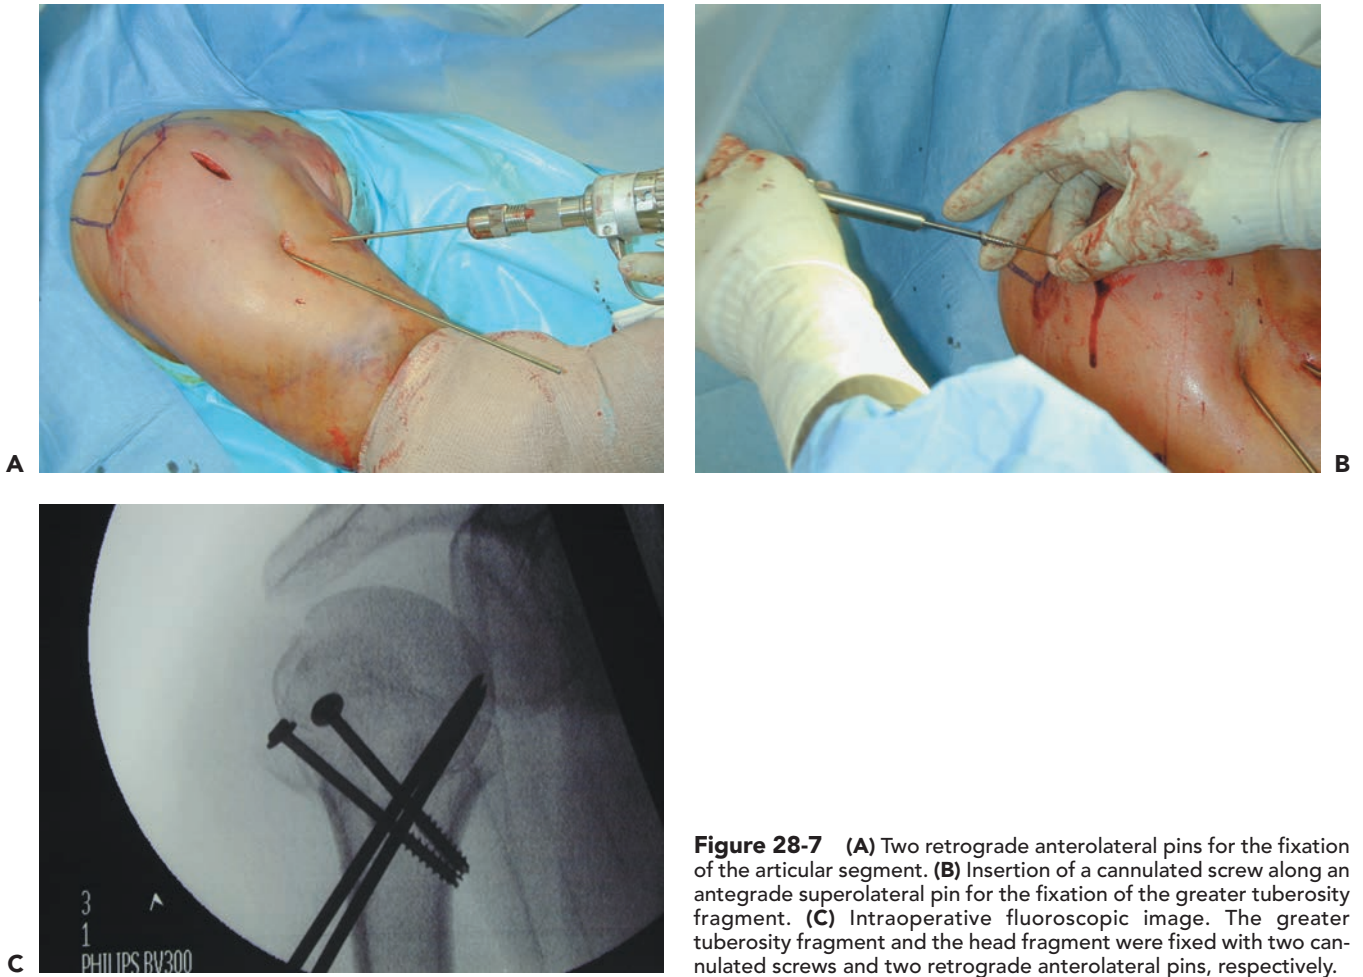 A
B
3
1
PHILIPS BV300
C
Figure 28-7 (A) Two retrograde anterolateral pins for the fixation
of the articular segment. (B) Insertion of a cannulated screw along an
antegrade superolateral pin for the fixation of the greater tuberosity
fragment. (C) Intraoperative fluoroscopic image. The greater
tuberosity fragment and the head fragment were fixed with two can-
nulated screws and two retrograde anterolateral pins, respectively.